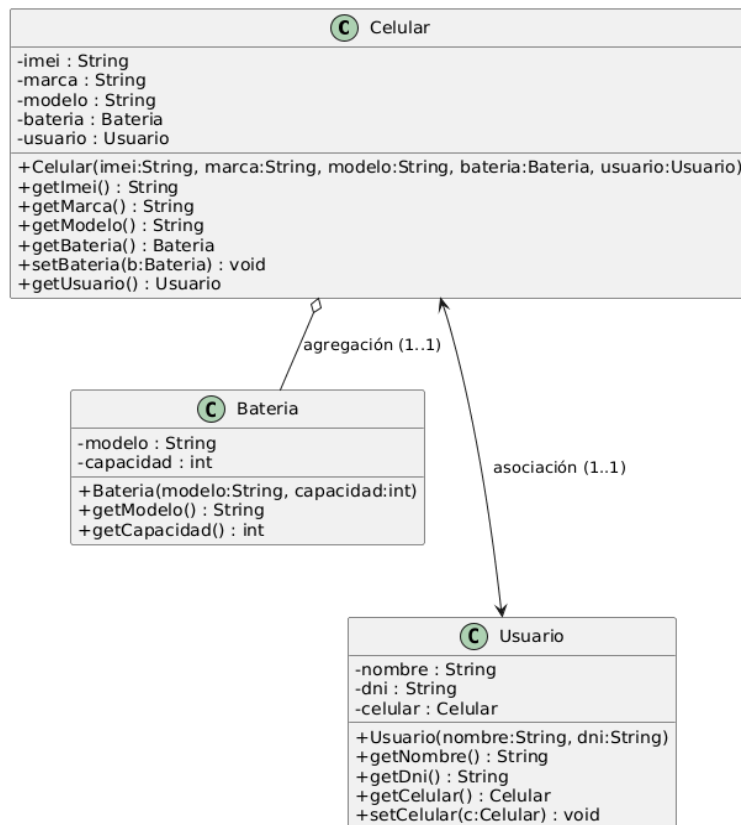 C Celular
-imei : String
-marca : String
-modelo : String
-bateria : Bateria
-usuario : Usuario
+Celular(imei:String, marca:String, modelo:String, bateria:Bateria, usuario:Usuario)
+getImei() : String
+getMarca() : String
+getModelo() : String
+getBateria() : Bateria
+setBateria(b:Bateria) : void
+getUsuario() : Usuario
agregación (1..1)
C Bateria
-modelo : String
-capacidad : int
+Bateria(modelo:String, capacidad:int)
+getModelo() : String
+getCapacidad() : int
asociación (1..1)
C Usuario
-nombre : String
-dni : String
-celular : Celular
+Usuario(nombre:String, dni:String)
+getNombre() : String
+getDni() : String
+getCelular() : Celular
+setCelular(c:Celular) : void